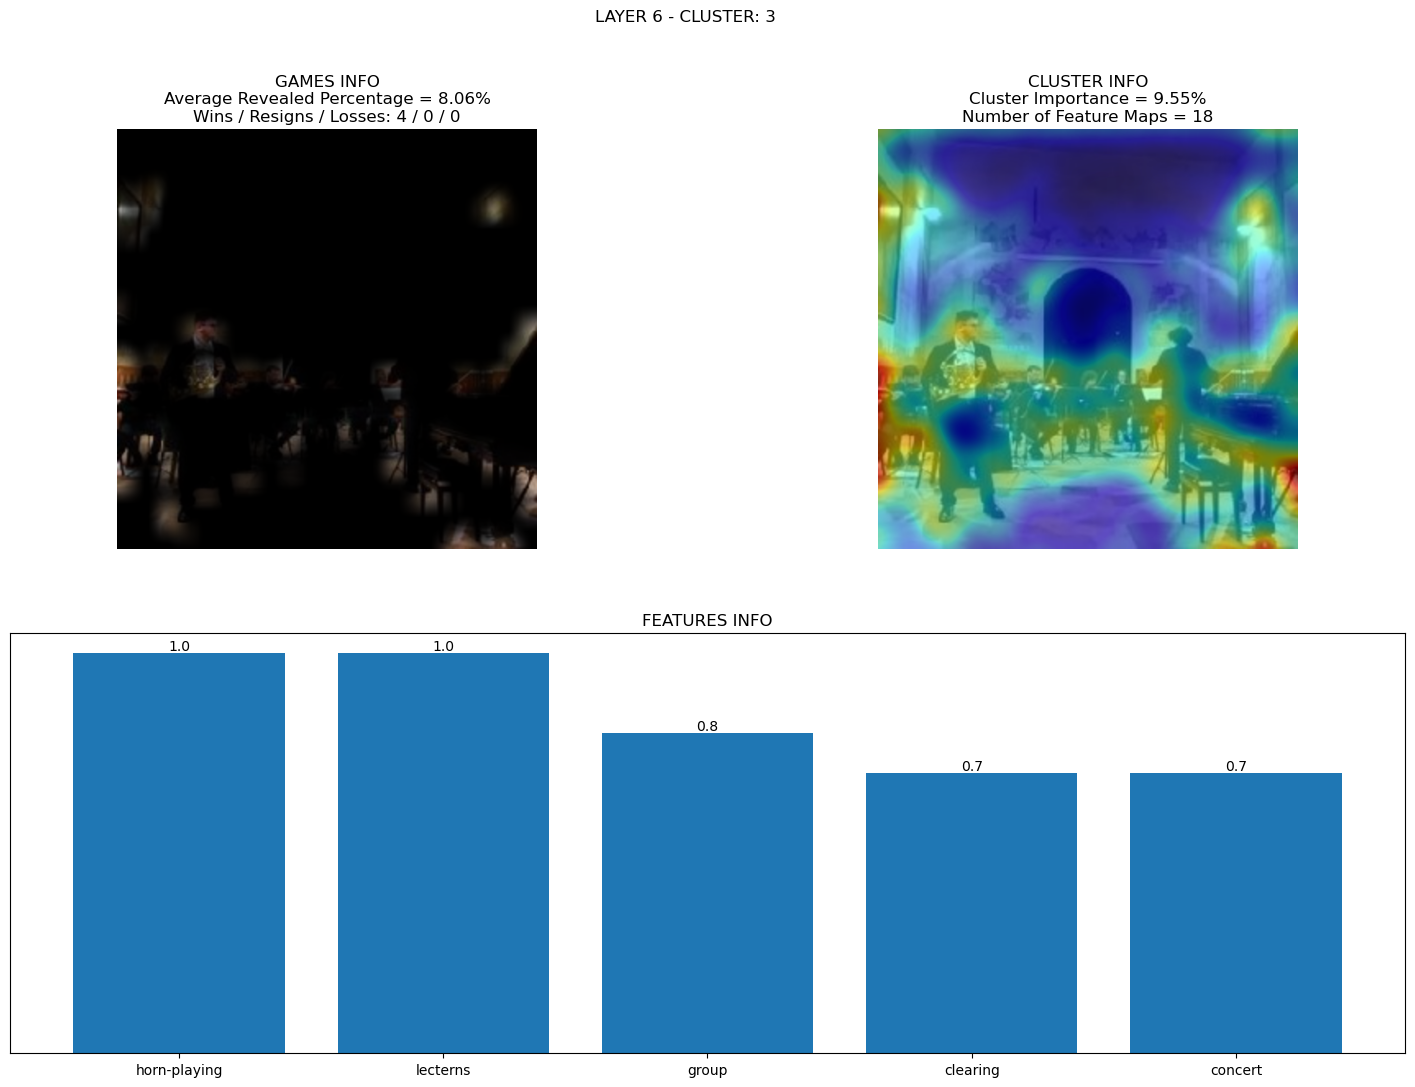 LAYER 6 - CLUSTER: 3
GAMES INFO
Average Revealed Percentage = 8.06%
Wins / Resigns / Losses: 4 / 0 / 0
CLUSTER INFO
Cluster Importance = 9.55%
Number of Feature Maps = 18
FEATURES INFO
1.0
1.0
0.8
0.7
0.7
horn-playing
lecterns
group
clearing
concert